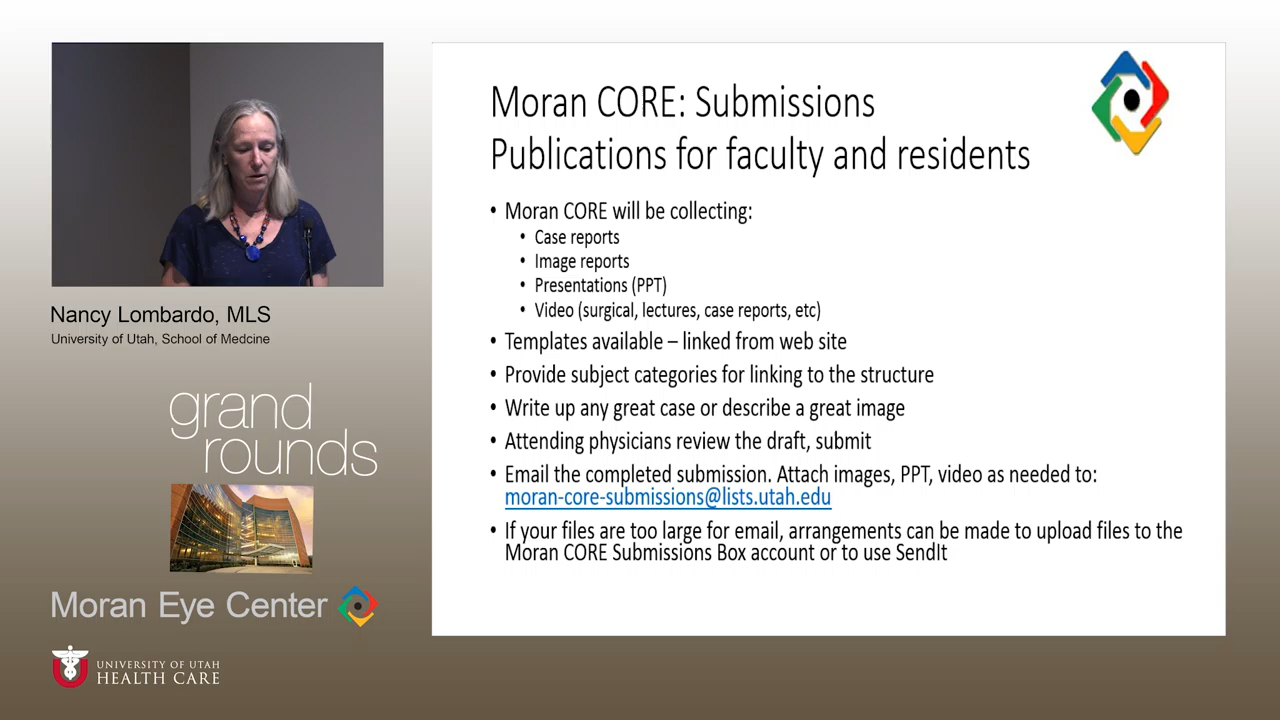 Nancy Lombardo, MLS
University of Utah, School of Medcine
grand
rounds
Moran Eye Center
UNIVERSITY OF UTAH
HEALTH CARE
Moran CORE: Submissions
Publications for faculty and residents
• Moran CORE will be collecting:
• Case reports
• Image reports
• Presentations (PPT)
• Video (surgical, lectures, case reports, etc)
• Templates available – linked from web site
• Provide subject categories for linking to the structure
• Write up any great case or describe a great image
• Attending physicians review the draft, submit
• Email the completed submission. Attach images, PPT, video as needed to:
moran-core-submissions@lists.utah.edu
• If your files are too large for email, arrangements can be made to upload files to the
Moran CORE Submissions Box account or to use SendIt